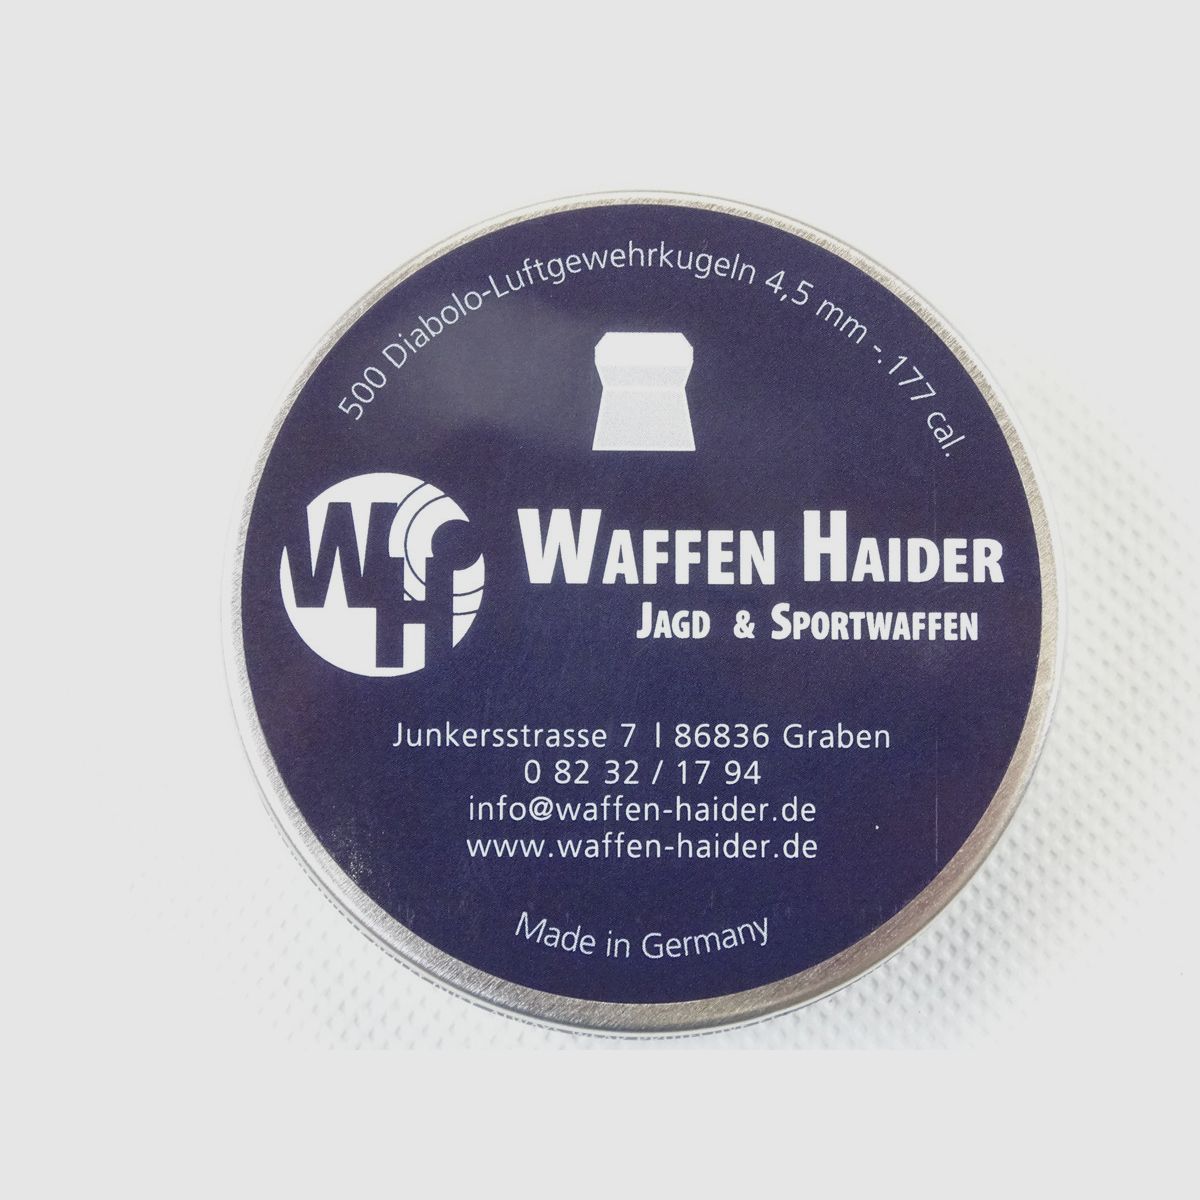 500 Diabolo-Luftgewehrkugeln 4,5 mm -.177 cal.
WH
WAFFEN HAIDER
JAGD & SPORTWAFFEN
Junkersstrasse 7 | 86836 Graben
0 82 32 / 17 94
info@waffen-haider.de
www.waffen-haider.de
Made in Germany